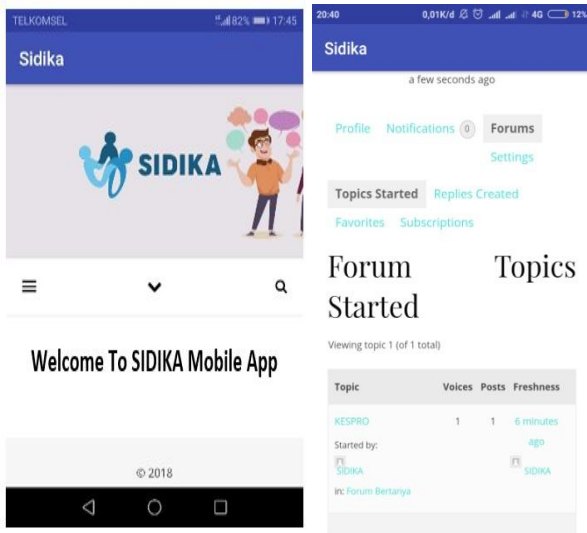 TELKOMSEL 82% 17:45
Sidika
SIDIKA
Welcome To SIDIKA Mobile App
© 2018
20:40 0,01K/d 4G 12%
Sidika
a few seconds ago
Profile Notifications 0 Forums
Settings
Topics Started Replies Created
Favorites Subscriptions
Forum Topics
Started
Viewing topic 1 (of 1 total)
Topic Voices Posts Freshness
KESPRO 1 1 6 minutes
ago
Started by:
SIDIKA SIDIKA
in: Forum Bertanya